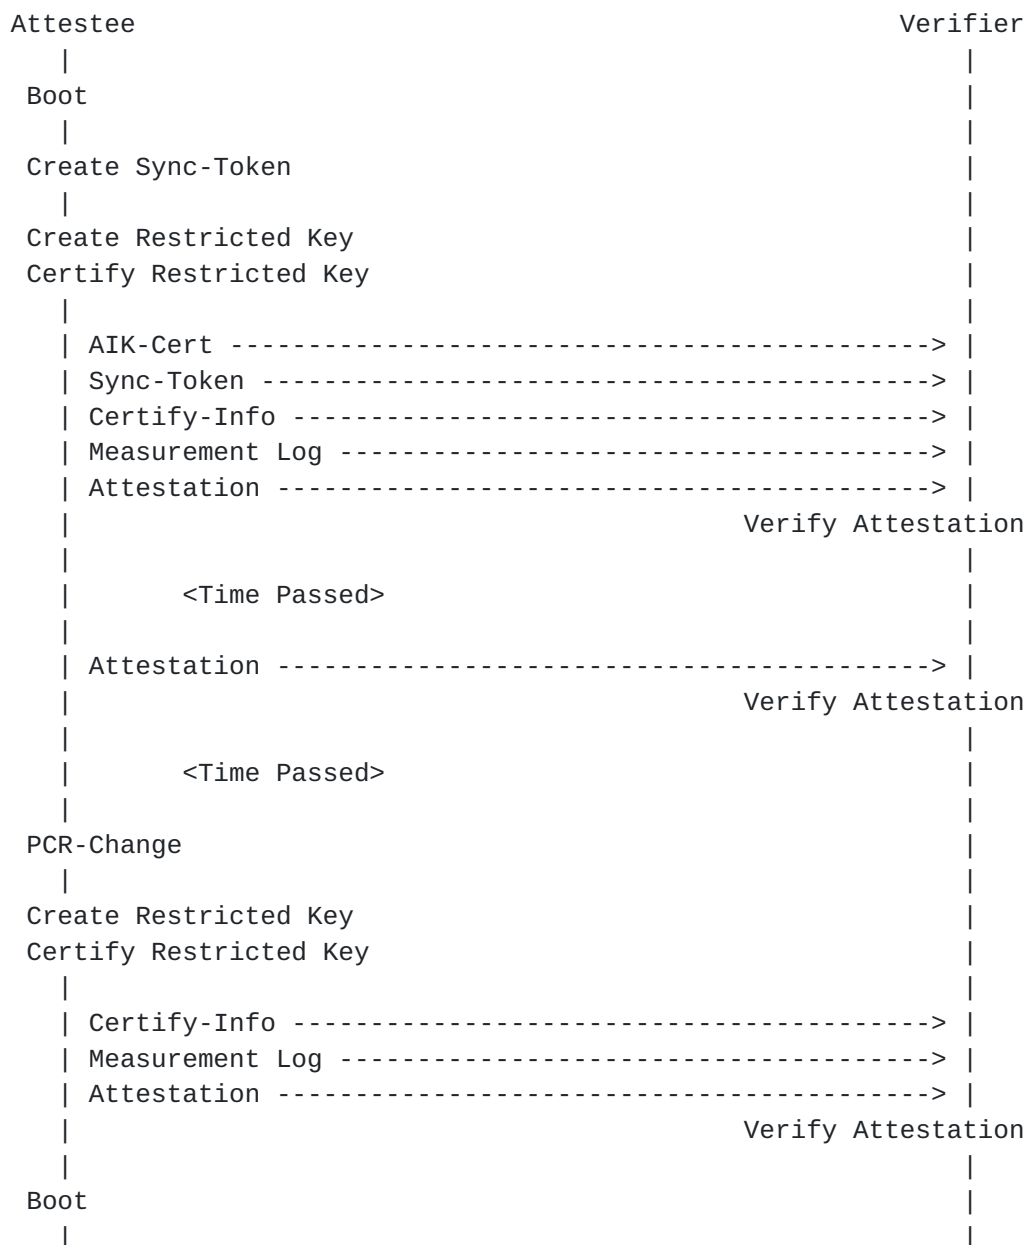 Attestee                                                 Verifier
   |                                                          |
 Boot                                                         |
   |                                                          |
 Create Sync-Token                                            |
   |                                                          |
 Create Restricted Key                                        |
 Certify Restricted Key                                       |
   |                                                          |
   | AIK-Cert ---------------------------------------------> |
   | Sync-Token -------------------------------------------> |
   | Certify-Info -----------------------------------------> |
   | Measurement Log --------------------------------------> |
   | Attestation ------------------------------------------> |
   |                                           Verify Attestation
   |                                                          |
   |       <Time Passed>                                      |
   |                                                          |
   | Attestation ------------------------------------------> |
   |                                           Verify Attestation
   |                                                          |
   |       <Time Passed>                                      |
   |                                                          |
 PCR-Change                                                   |
   |                                                          |
 Create Restricted Key                                        |
 Certify Restricted Key                                       |
   |                                                          |
   | Certify-Info -----------------------------------------> |
   | Measurement Log --------------------------------------> |
   | Attestation ------------------------------------------> |
   |                                           Verify Attestation
   |                                                          |
 Boot                                                         |
   |                                                          |